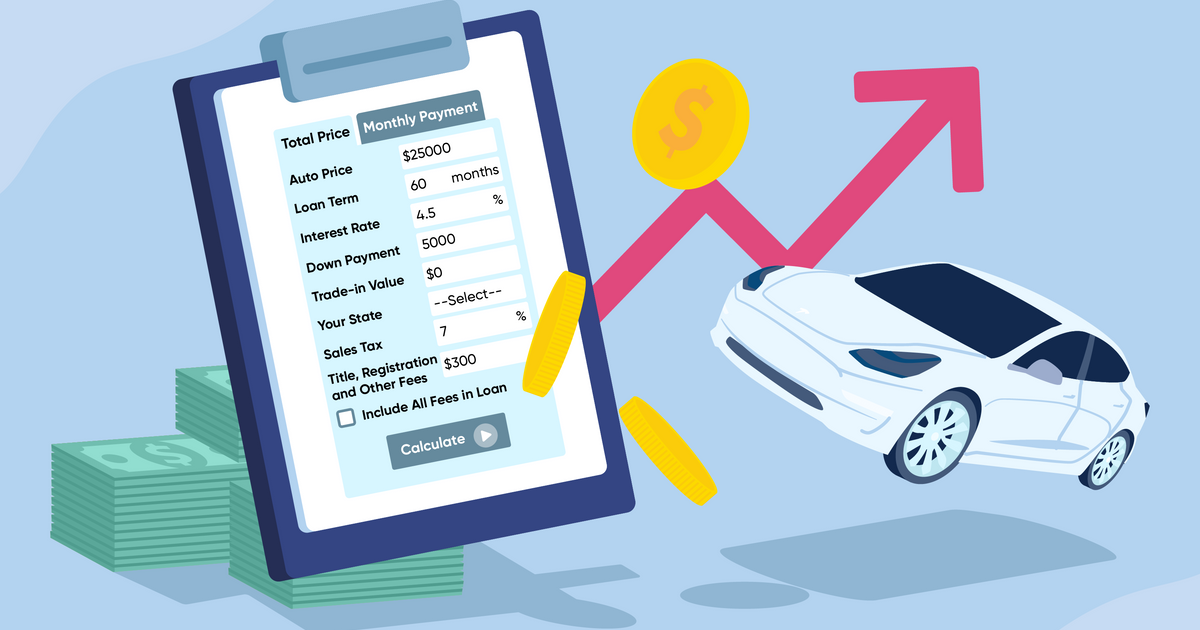 Total Price Monthly Payment
Auto Price $25000
Loan Term 60 months
Interest Rate 4.5 %
Down Payment 5000
Trade-in Value $0
Your State --Select--
Sales Tax 7 %
Title, Registration
and Other Fees $300
Include All Fees in Loan
Calculate
$
$